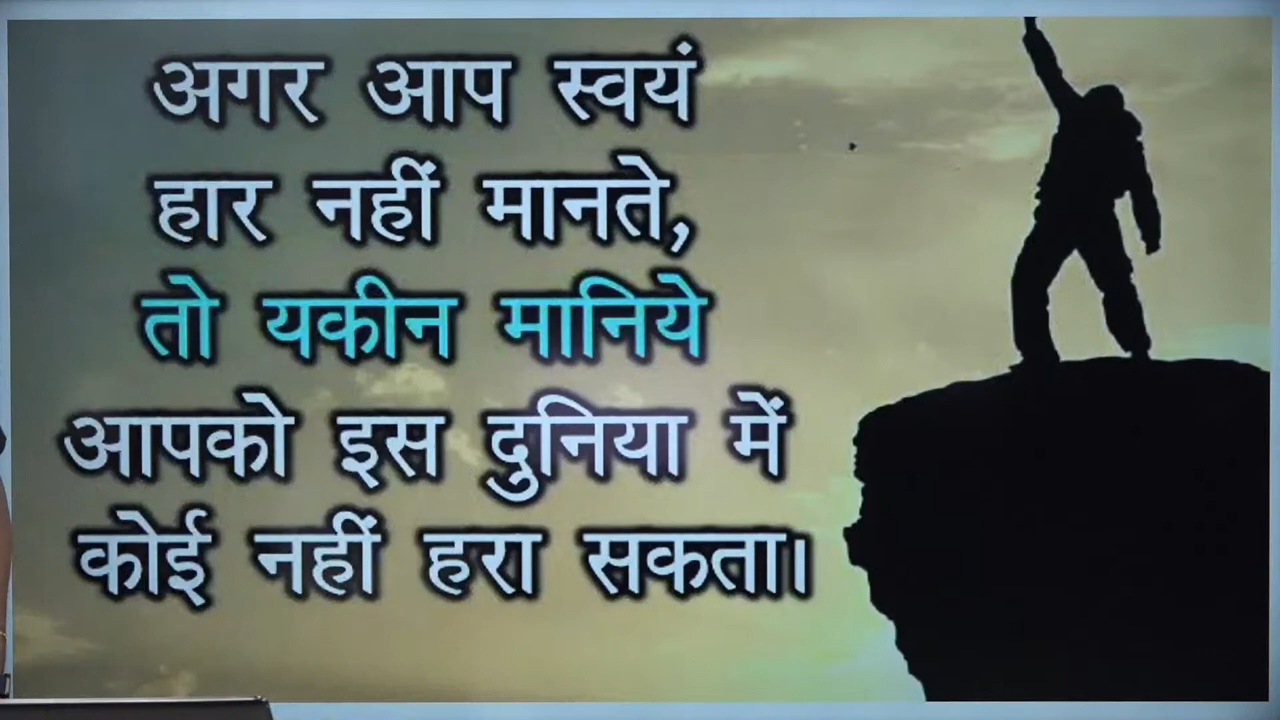 अगर आप स्वयं
हार नहीं मानते,
तो यकीन मानिये
आपको इस दुनिया में
कोई नहीं हरा सकता।